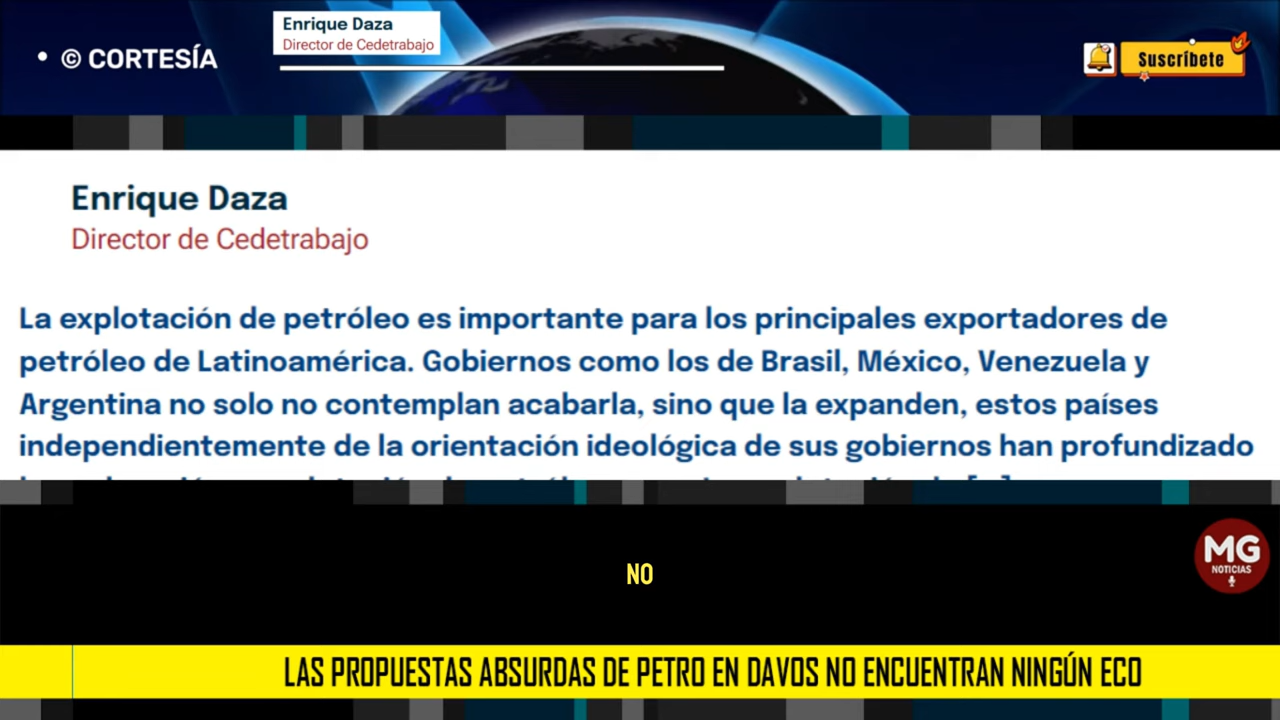 Enrique Daza
Director de Cedetrabajo
• © CORTESÍA
Suscríbete
Enrique Daza
Director de Cedetrabajo
La explotación de petróleo es importante para los principales exportadores de
petróleo de Latinoamérica. Gobiernos como los de Brasil, México, Venezuela y
Argentina no solo no contemplan acabarla, sino que la expanden, estos países
independientemente de la orientación ideológica de sus gobiernos han profundizado
MG
NOTICIAS
NO
LAS PROPUESTAS ABSURDAS DE PETRO EN DAVOS NO ENCUENTRAN NINGÚN ECO